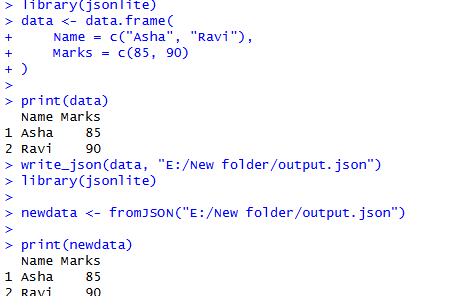 > library(jsonlite)
> data <- data.frame(
+     Name = c("Asha", "Ravi"),
+     Marks = c(85, 90)
+ )
>
> print(data)
  Name Marks
1 Asha    85
2 Ravi    90
> write_json(data, "E:/New folder/output.json")
> library(jsonlite)
>
> newdata <- fromJSON("E:/New folder/output.json")
>
> print(newdata)
  Name Marks
1 Asha    85
2 Ravi    90